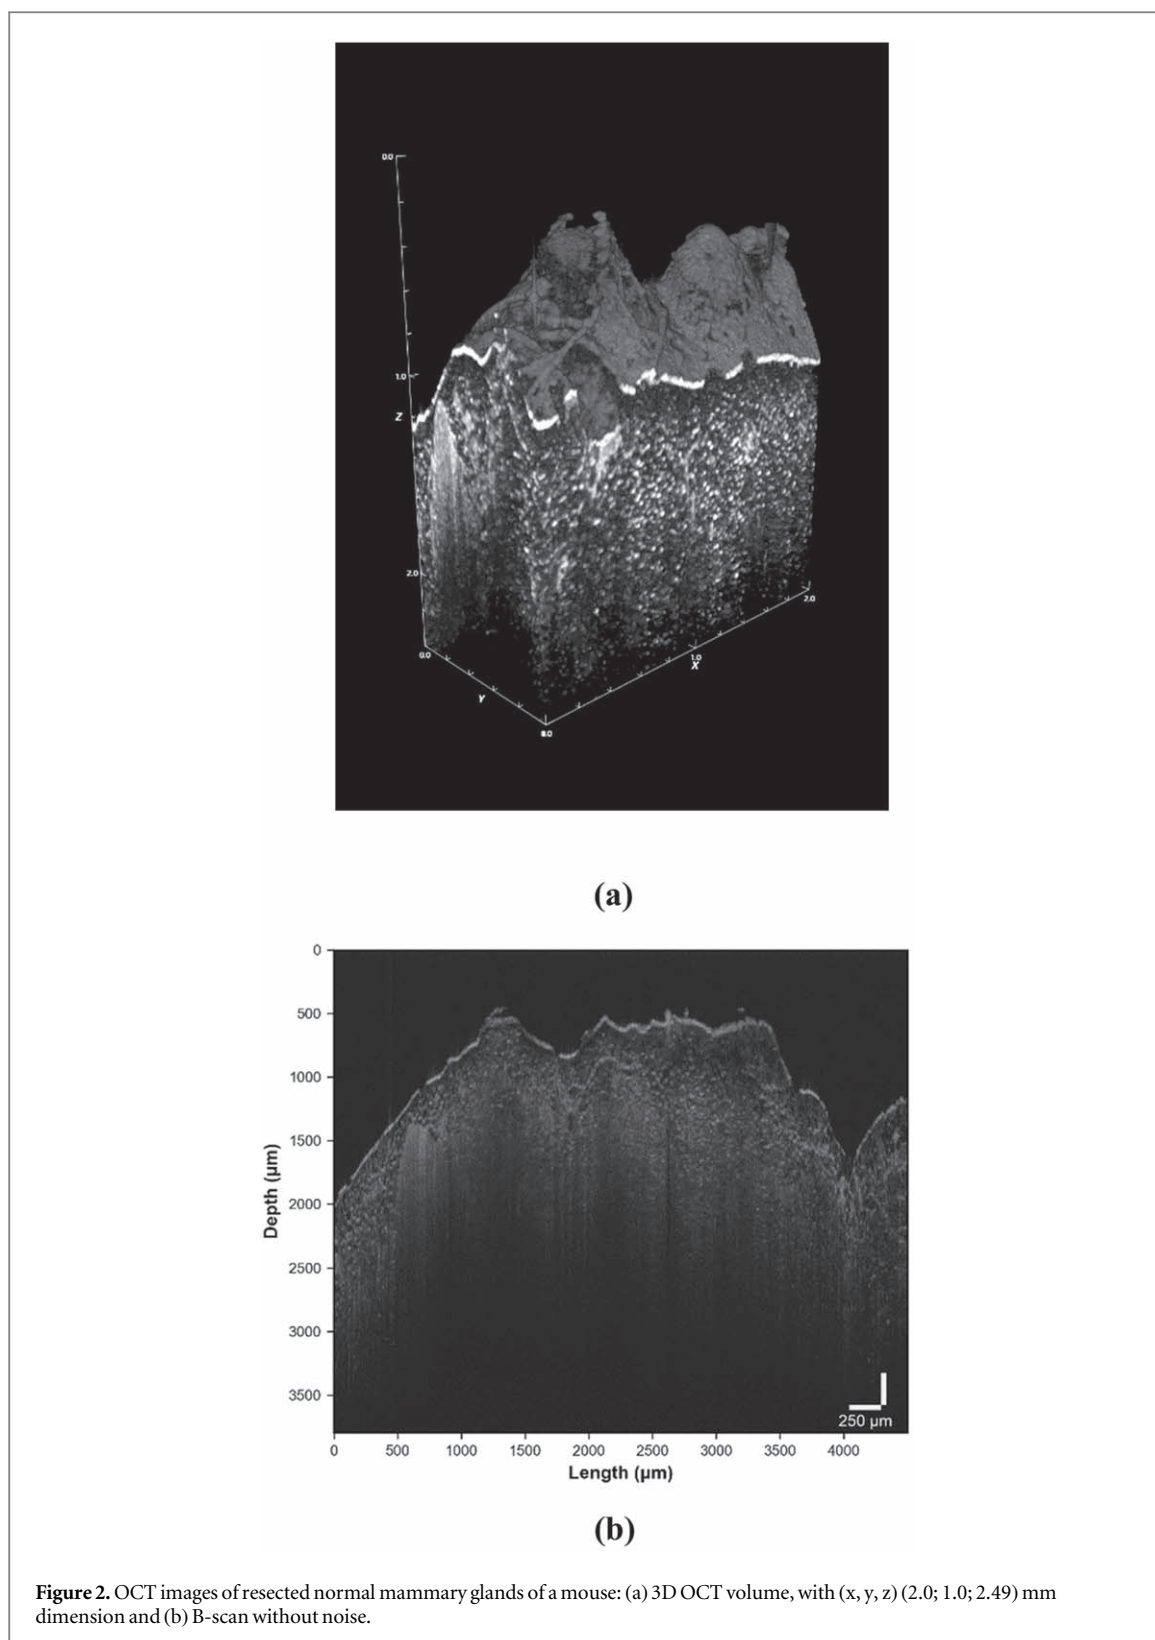 0.0
1.0
Z
2.0
0.0
Y
0.0
1.0
X
2.0
(a)
0
500
1000
1500
2000
2500
3000
3500
Depth (µm)
250 µm
0 500 1000 1500 2000 2500 3000 3500 4000
Length (µm)
(b)
Figure 2. OCT images of resected normal mammary glands of a mouse: (a) 3D OCT volume, with (x, y, z) (2.0; 1.0; 2.49) mm
dimension and (b) B-scan without noise.